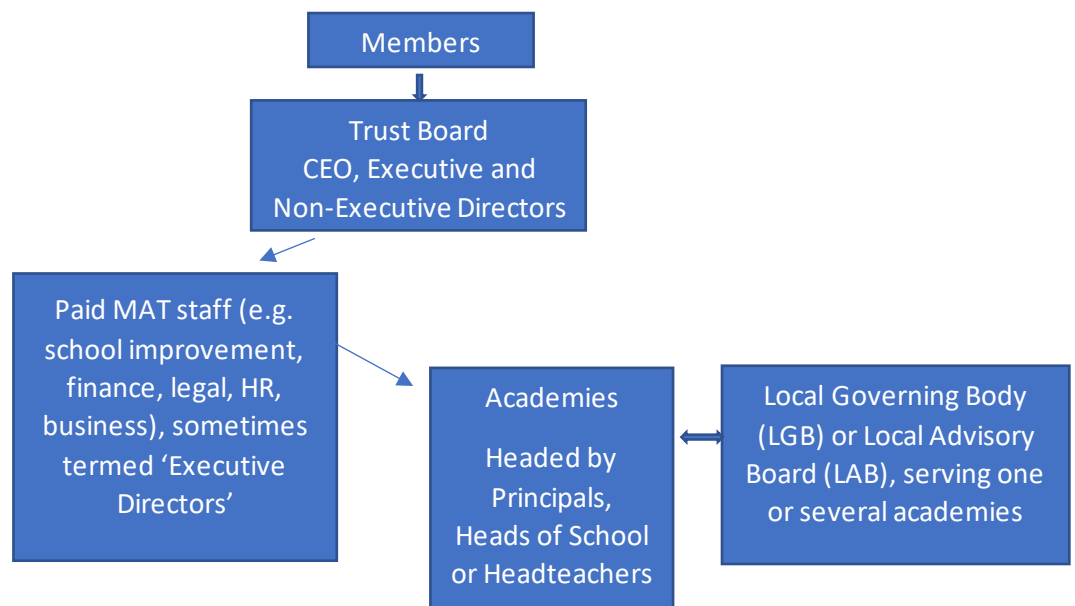 Members
Trust Board
CEO, Executive and
Non-Executive Directors
Paid MAT staff (e.g.
school improvement,
finance, legal, HR,
business), sometimes
termed ‘Executive
Directors’
Academies
Headed by
Principals,
Heads of School
or Headteachers
Local Governing Body
(LGB) or Local Advisory
Board (LAB), serving one
or several academies